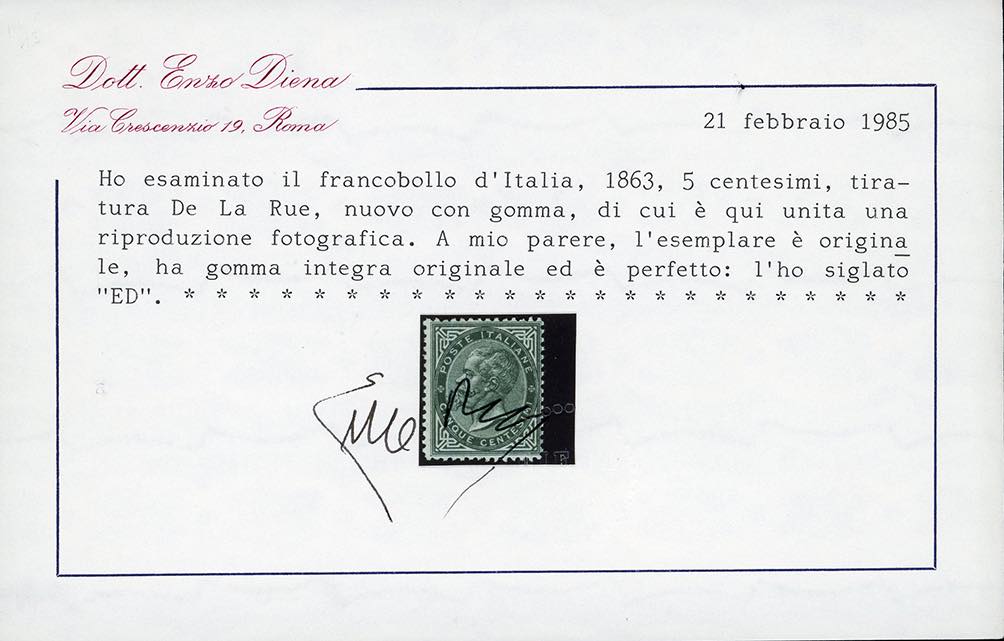 Dott. Enzo Diena
Via Crescenzio 19, Roma
21 febbraio 1985
Ho esaminato il francobollo d'Italia, 1863, 5 centesimi, tira-
tura De La Rue, nuovo con gomma, di cui è qui unita una
riproduzione fotografica. A mio parere, l'esemplare è origina
le, ha gomma integra originale ed è perfetto: l'ho siglato
"ED". * * * * * * * * * * * * * * * * * * * * * * *
POSTE ITALIANE
CINQUE CENTESIMI